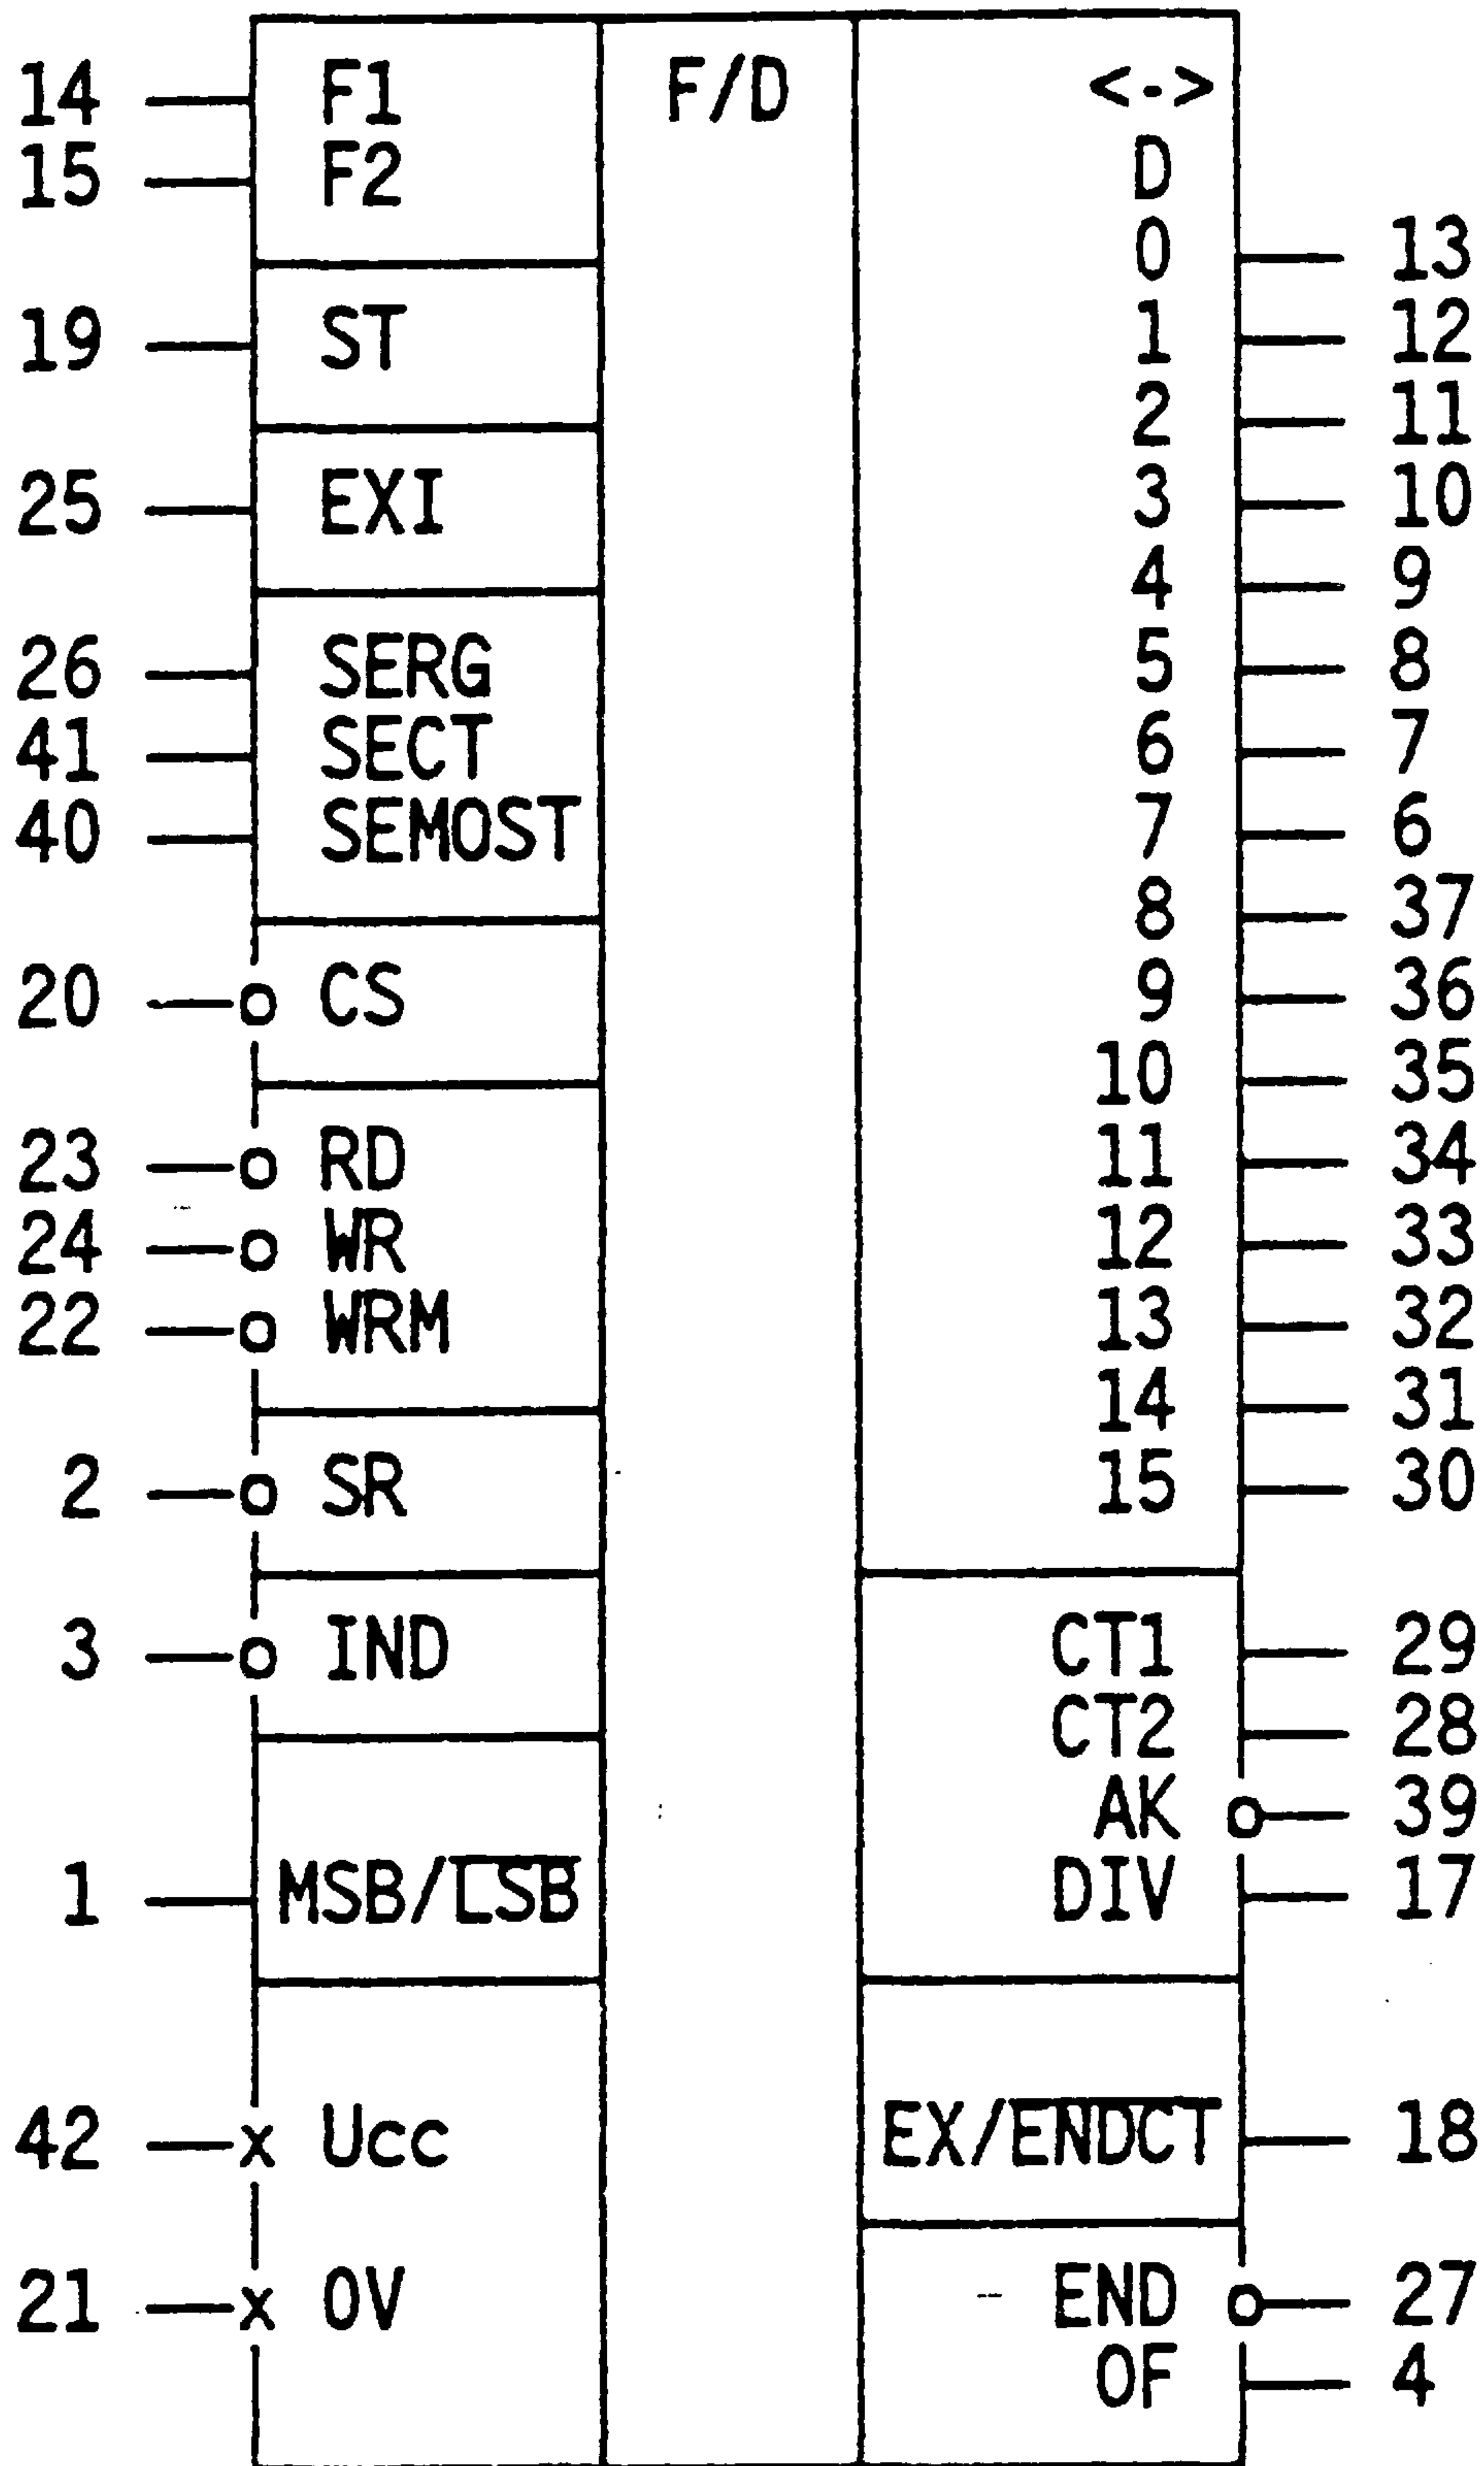 14 F1 F/D <->
15 F2 D
0 13
19 ST 1 12
2 11
25 EXI 3 10
4 9
26 SERG 5 8
41 SECT 6 7
40 SEMOST 7 6
8 37
20 CS 9 36
10 35
23 RD 11 34
24 WR 12 33
22 WRM 13 32
14 31
2 SR 15 30
3 IND CT1 29
CT2 28
AK 39
1 MSB/L̅S̅B̅ DIV 17
42 x Ucc EX/E̅N̅D̅C̅T̅ 18
21 x 0V END 27
OF 4